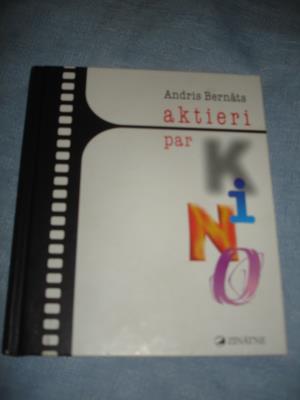 Andris Bernāts
aktieri
par
KiNO
ZINĀTNE